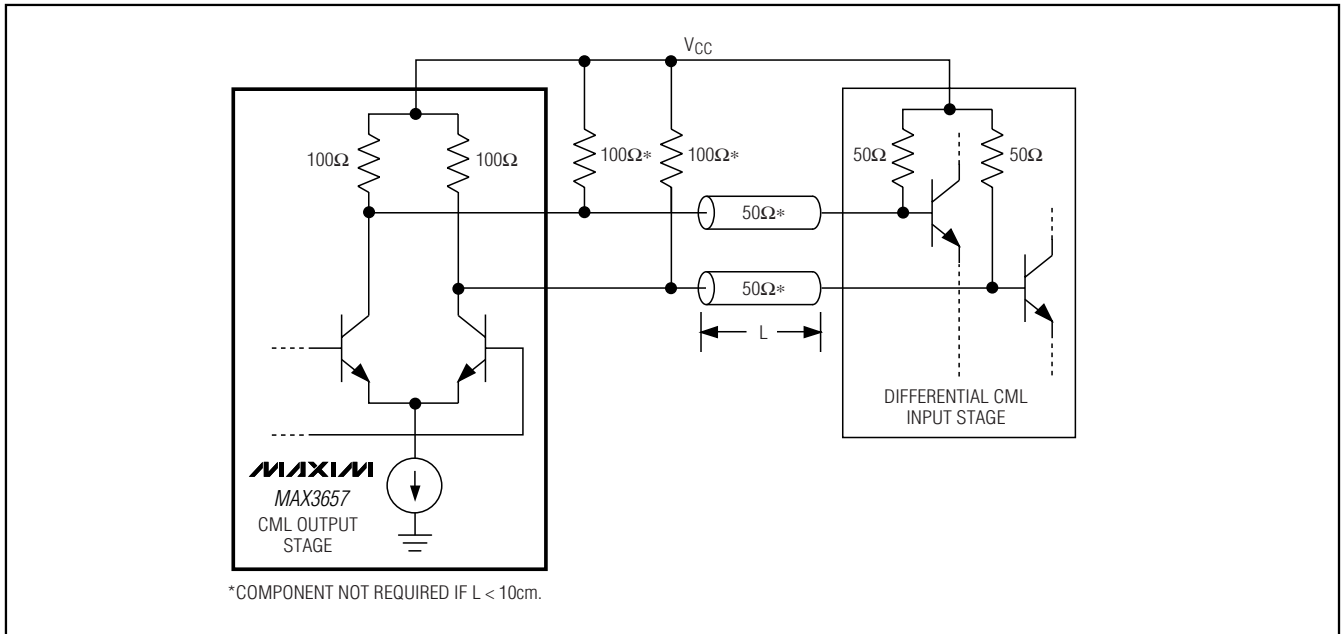 VCC
100Ω
100Ω
100Ω*
100Ω*
50Ω
50Ω
50Ω*
50Ω*
L
MAXIM
MAX3657
CML OUTPUT
STAGE
DIFFERENTIAL CML
INPUT STAGE
*COMPONENT NOT REQUIRED IF L < 10cm.